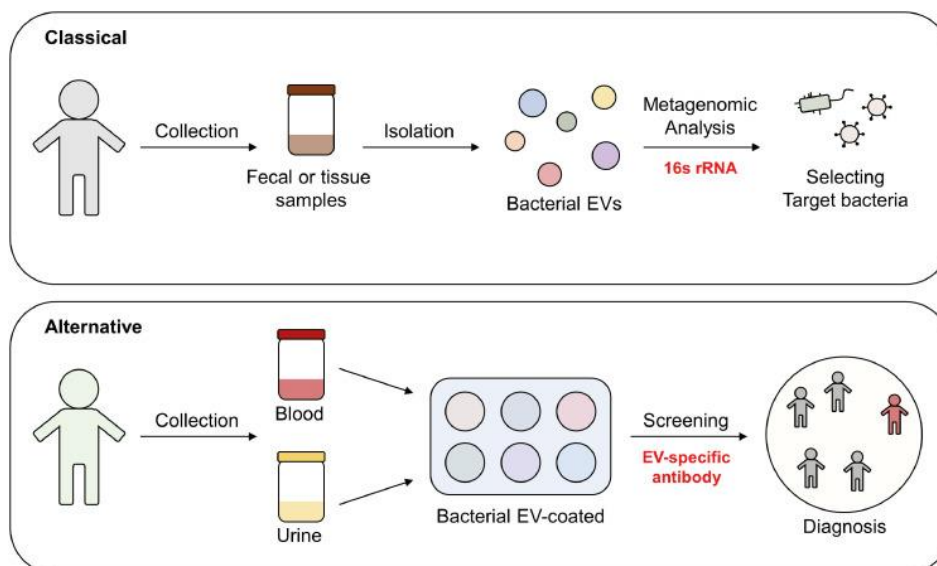 Classical
Collection
Fecal or tissue
samples
Isolation
Bacterial EVs
Metagenomic
Analysis
16s rRNA
Selecting
Target bacteria
Alternative
Collection
Blood
Urine
Bacterial EV-coated
Screening
EV-specific
antibody
Diagnosis